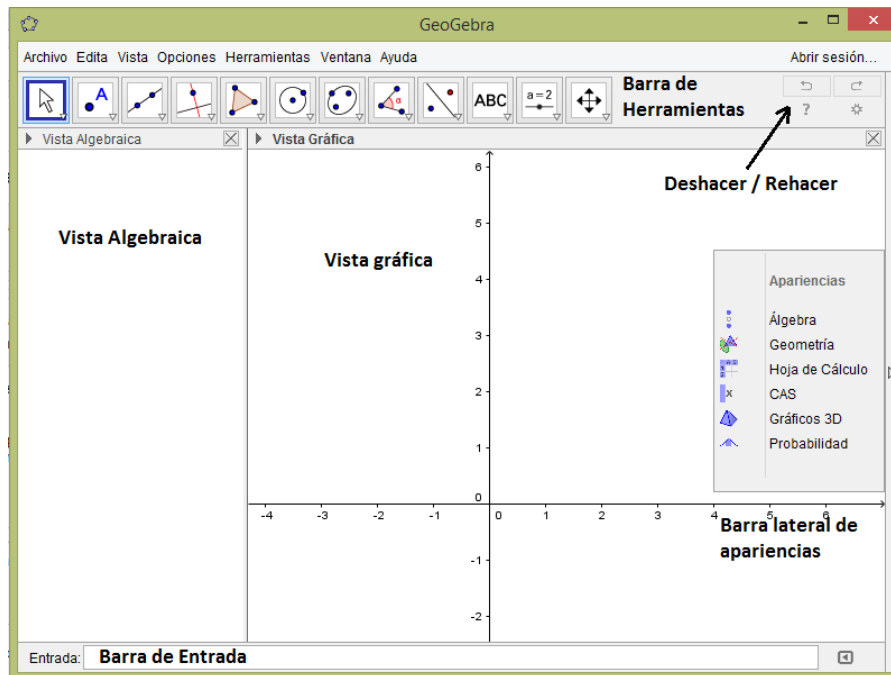 GeoGebra
Archivo Edita Vista Opciones Herramientas Ventana Ayuda
Abrir sesión...
A
α
ABC
a=2
Barra de
Herramientas
?
Vista Algebraica
Vista Gráfica
Deshacer / Rehacer
Vista Algebraica
Vista gráfica
Apariencias
Álgebra
Geometría
Hoja de Cálculo
x
CAS
Gráficos 3D
Probabilidad
6
5
4
3
2
1
0
-4 -3 -2 -1 0 1 2 3 4 5 6
-1
-2
Barra lateral de
apariencias
Entrada: Barra de Entrada